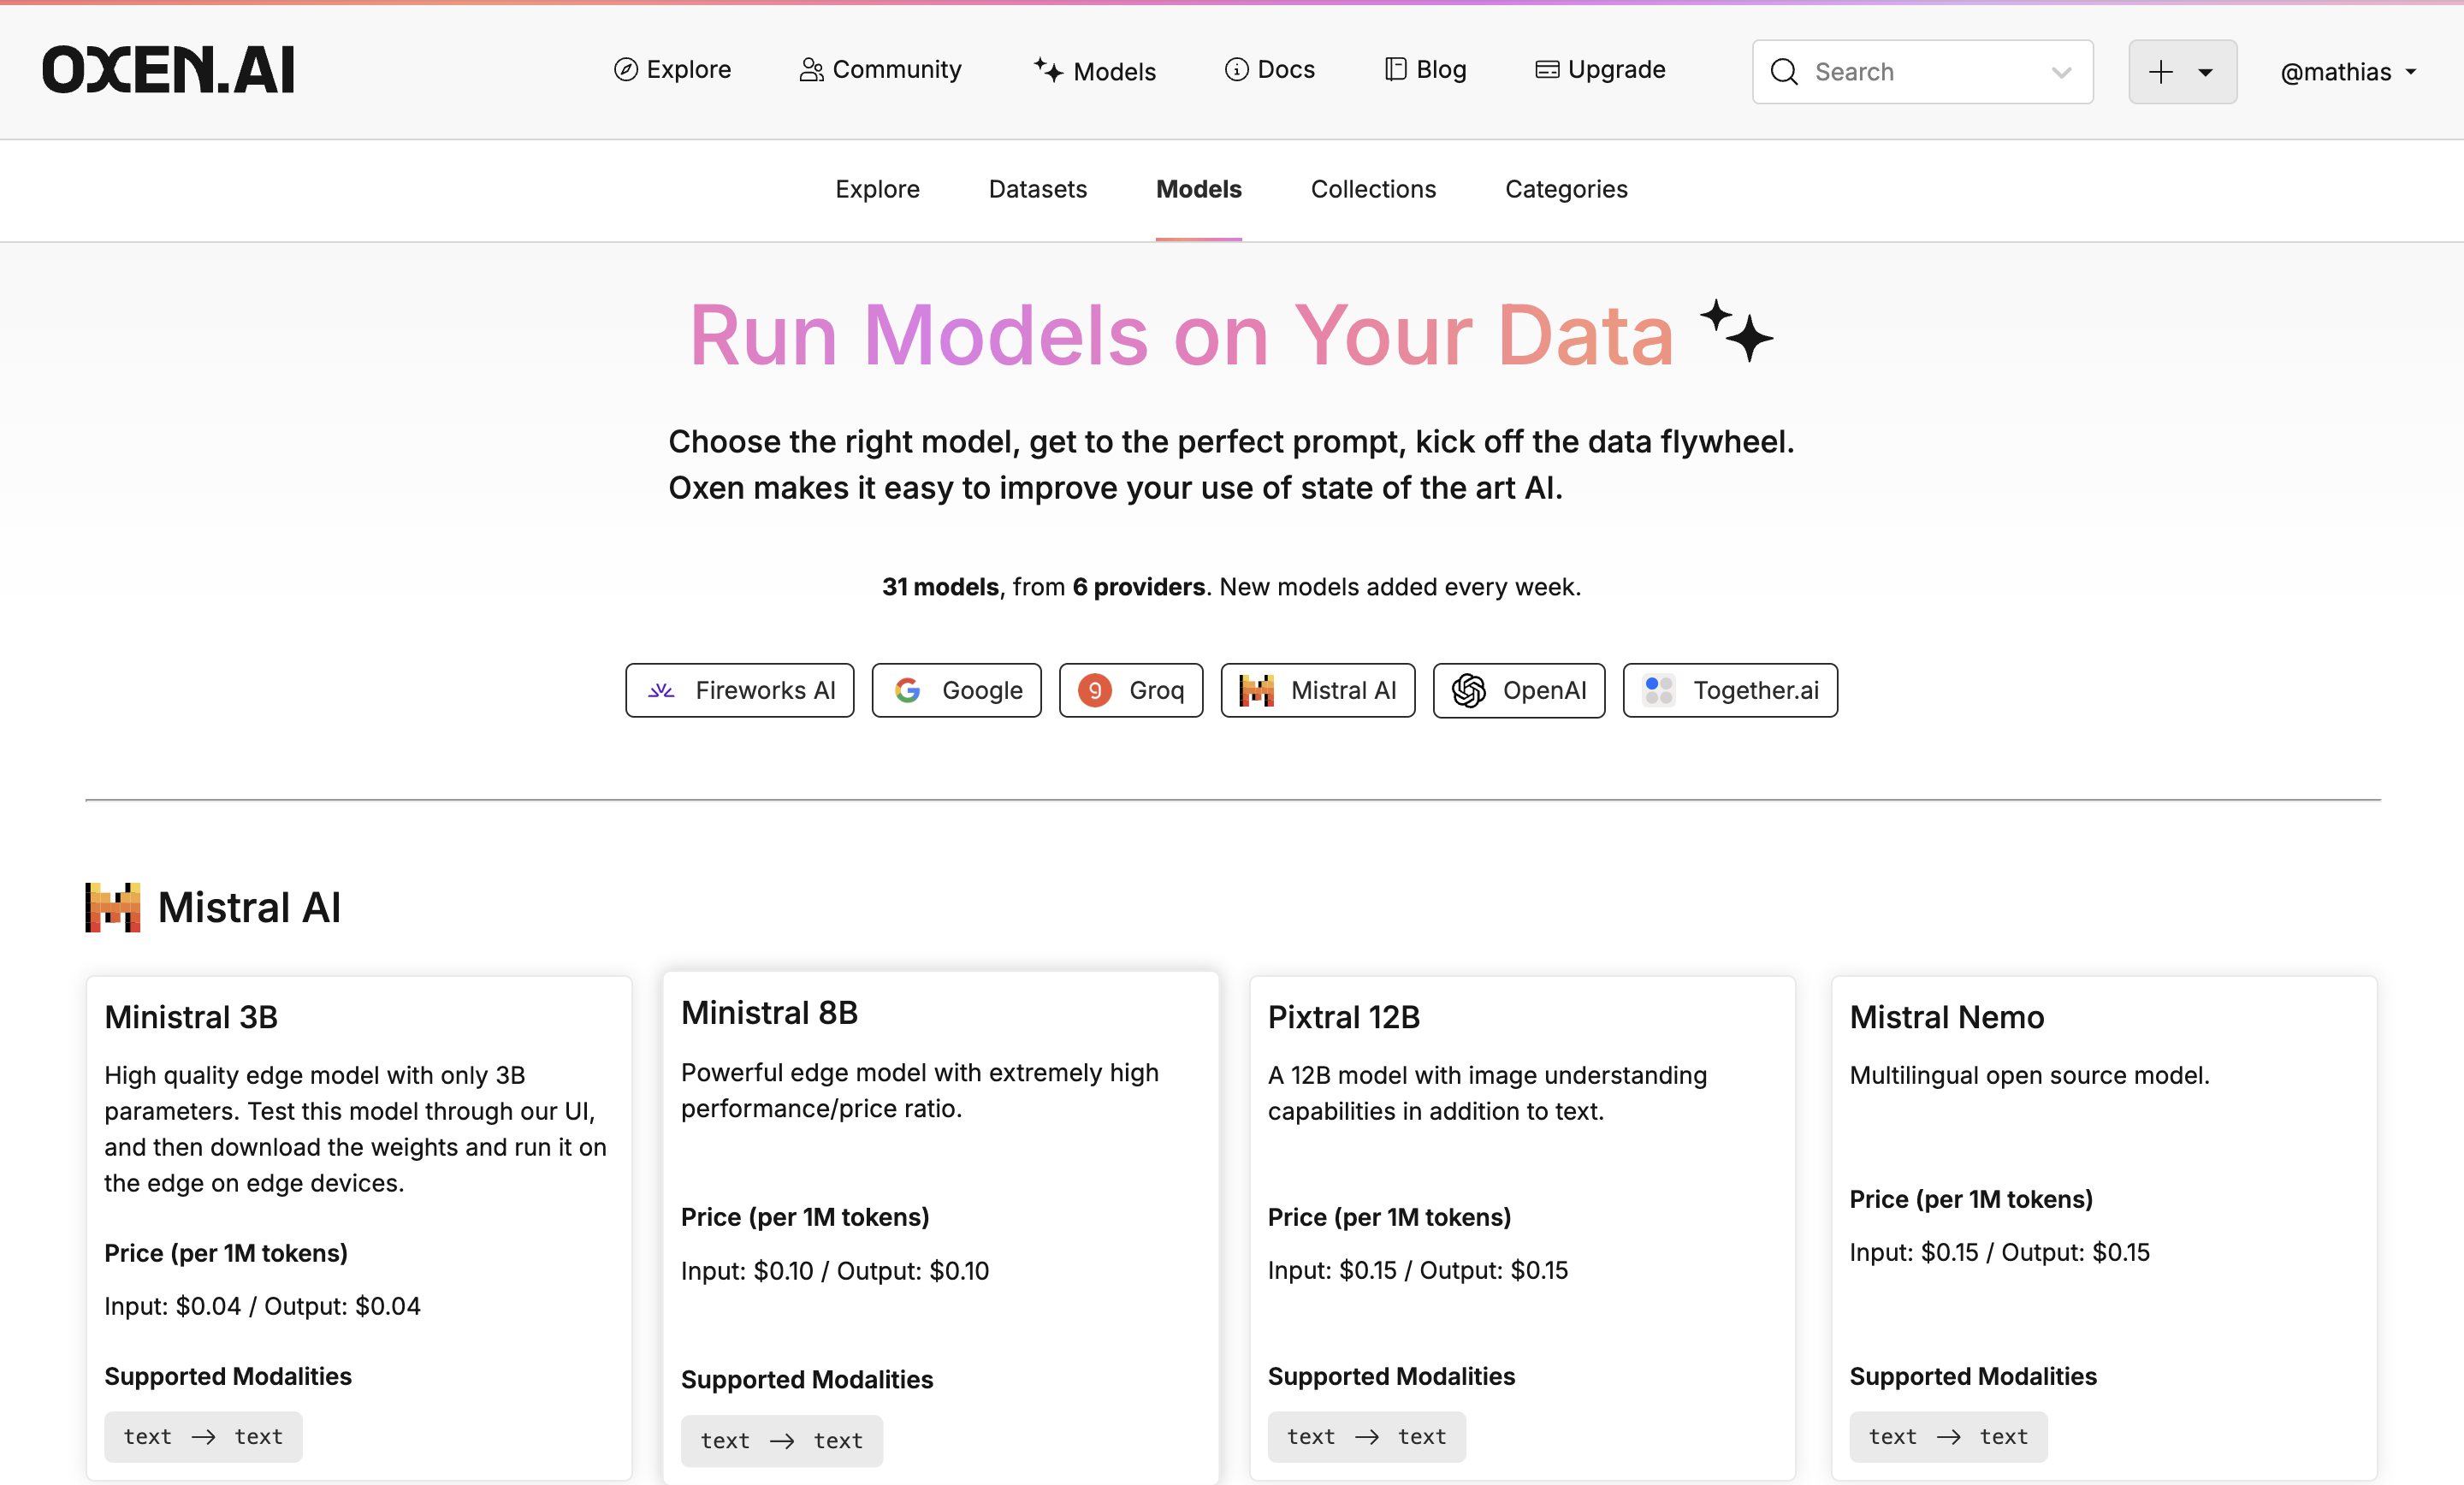 OXEN.AI
Explore
Community
Models
Docs
Blog
Upgrade
Search
@mathias
Explore
Datasets
Models
Collections
Categories
Run Models on Your Data
Choose the right model, get to the perfect prompt, kick off the data flywheel.
Oxen makes it easy to improve your use of state of the art AI.
31 models, from 6 providers. New models added every week.
Fireworks AI
Google
g
Groq
Mistral AI
OpenAI
Together.ai
Mistral AI
Ministral 3B
High quality edge model with only 3B
parameters. Test this model through our UI,
and then download the weights and run it on
the edge on edge devices.
Price (per 1M tokens)
Input: $0.04 / Output: $0.04
Supported Modalities
text → text
Ministral 8B
Powerful edge model with extremely high
performance/price ratio.
Price (per 1M tokens)
Input: $0.10 / Output: $0.10
Supported Modalities
text → text
Pixtral 12B
A 12B model with image understanding
capabilities in addition to text.
Price (per 1M tokens)
Input: $0.15 / Output: $0.15
Supported Modalities
text → text
Mistral Nemo
Multilingual open source model.
Price (per 1M tokens)
Input: $0.15 / Output: $0.15
Supported Modalities
text → text